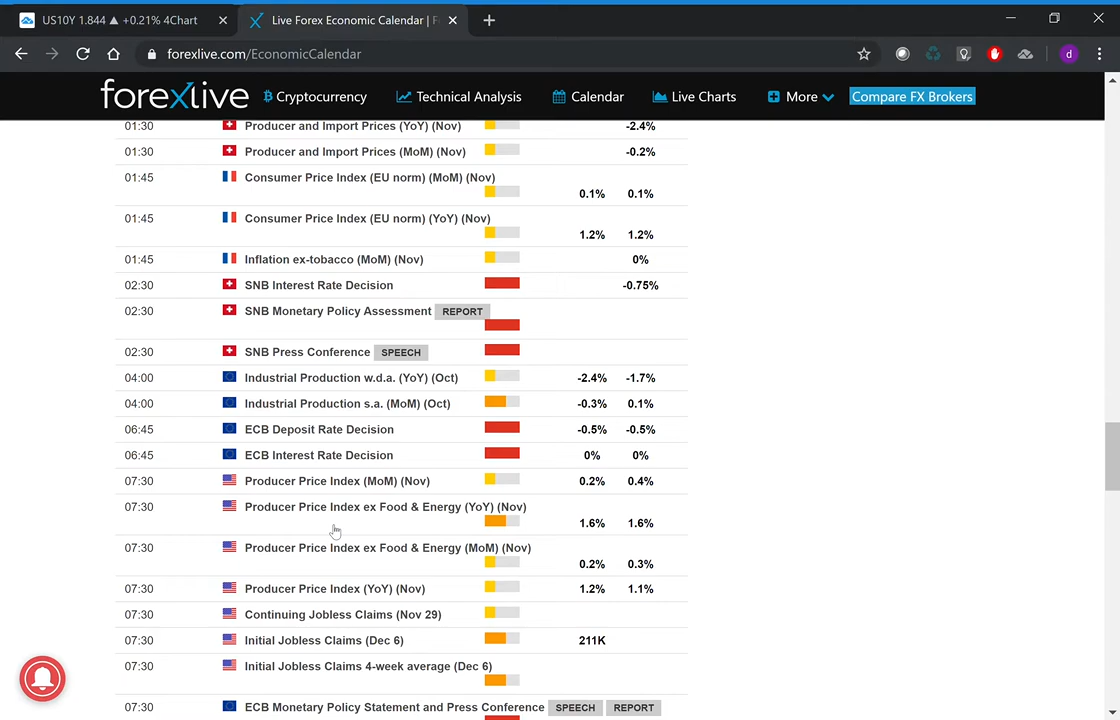 US10Y 1.844 ▲ +0.21% 4Chart
Live Forex Economic Calendar | F
forexlive.com/EconomicCalendar
d
forexlive
Cryptocurrency
Technical Analysis
Calendar
Live Charts
More
Compare FX Brokers
01:30 Producer and Import Prices (YoY) (Nov) -2.4%
01:30 Producer and Import Prices (MoM) (Nov) -0.2%
01:45 Consumer Price Index (EU norm) (MoM) (Nov)
0.1% 0.1%
01:45 Consumer Price Index (EU norm) (YoY) (Nov)
1.2% 1.2%
01:45 Inflation ex-tobacco (MoM) (Nov) 0%
02:30 SNB Interest Rate Decision -0.75%
02:30 SNB Monetary Policy Assessment REPORT
02:30 SNB Press Conference SPEECH
04:00 Industrial Production w.d.a. (YoY) (Oct) -2.4% -1.7%
04:00 Industrial Production s.a. (MoM) (Oct) -0.3% 0.1%
06:45 ECB Deposit Rate Decision -0.5% -0.5%
06:45 ECB Interest Rate Decision 0% 0%
07:30 Producer Price Index (MoM) (Nov) 0.2% 0.4%
07:30 Producer Price Index ex Food & Energy (YoY) (Nov)
1.6% 1.6%
07:30 Producer Price Index ex Food & Energy (MoM) (Nov)
0.2% 0.3%
07:30 Producer Price Index (YoY) (Nov) 1.2% 1.1%
07:30 Continuing Jobless Claims (Nov 29)
07:30 Initial Jobless Claims (Dec 6) 211K
07:30 Initial Jobless Claims 4-week average (Dec 6)
07:30 ECB Monetary Policy Statement and Press Conference SPEECH REPORT